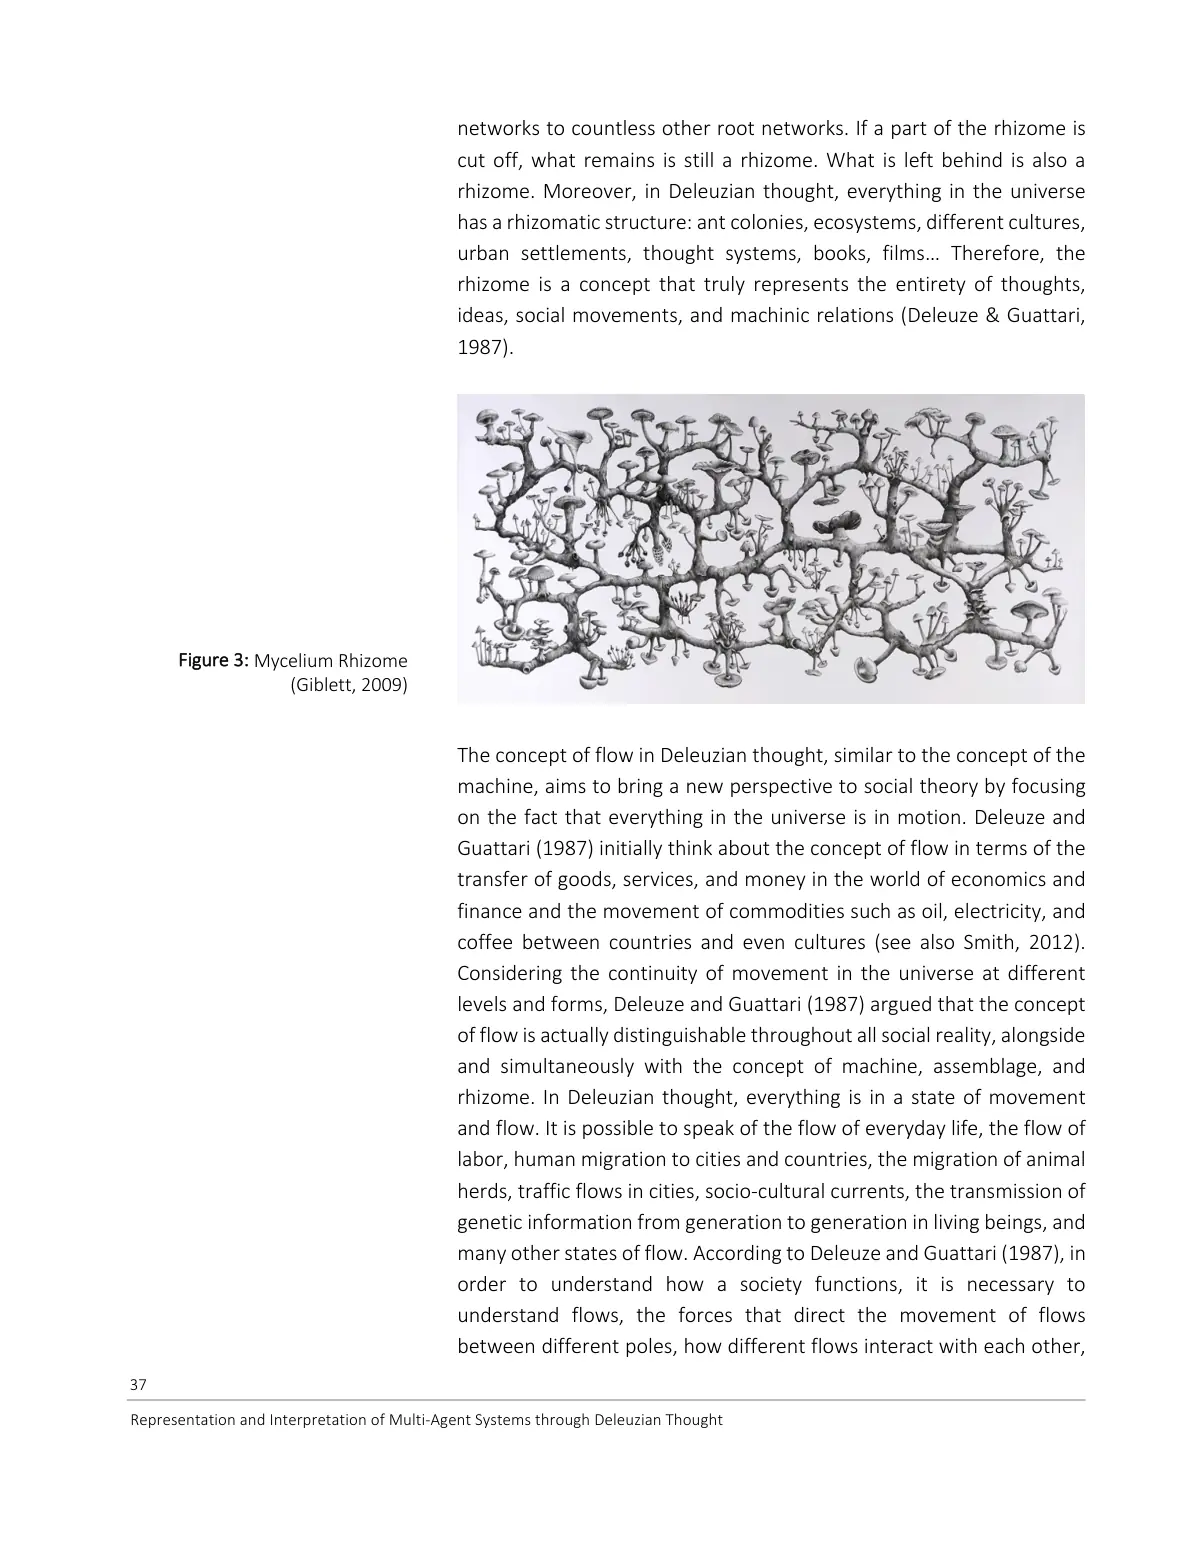 networks to countless other root networks. If a part of the rhizome is
cut off, what remains is still a rhizome. What is left behind is also a
rhizome. Moreover, in Deleuzian thought, everything in the universe
has a rhizomatic structure: ant colonies, ecosystems, different cultures,
urban settlements, thought systems, books, films… Therefore, the
rhizome is a concept that truly represents the entirety of thoughts,
ideas, social movements, and machinic relations (Deleuze & Guattari,
1987).
Figure 3: Mycelium Rhizome
(Giblett, 2009)
The concept of flow in Deleuzian thought, similar to the concept of the
machine, aims to bring a new perspective to social theory by focusing
on the fact that everything in the universe is in motion. Deleuze and
Guattari (1987) initially think about the concept of flow in terms of the
transfer of goods, services, and money in the world of economics and
finance and the movement of commodities such as oil, electricity, and
coffee between countries and even cultures (see also Smith, 2012).
Considering the continuity of movement in the universe at different
levels and forms, Deleuze and Guattari (1987) argued that the concept
of flow is actually distinguishable throughout all social reality, alongside
and simultaneously with the concept of machine, assemblage, and
rhizome. In Deleuzian thought, everything is in a state of movement
and flow. It is possible to speak of the flow of everyday life, the flow of
labor, human migration to cities and countries, the migration of animal
herds, traffic flows in cities, socio-cultural currents, the transmission of
genetic information from generation to generation in living beings, and
many other states of flow. According to Deleuze and Guattari (1987), in
order to understand how a society functions, it is necessary to
understand flows, the forces that direct the movement of flows
between different poles, how different flows interact with each other,
37
Representation and Interpretation of Multi-Agent Systems through Deleuzian Thought